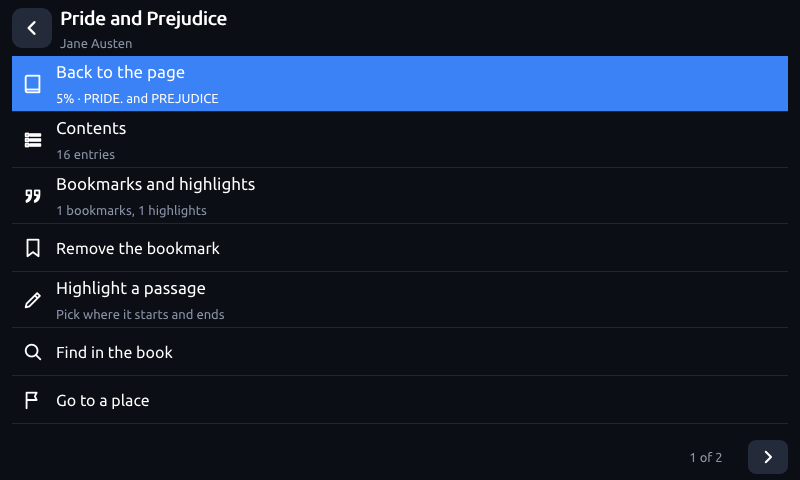 Pride and Prejudice
Jane Austen
Back to the page
5% · PRIDE. and PREJUDICE
Contents
16 entries
Bookmarks and highlights
1 bookmarks, 1 highlights
Remove the bookmark
Highlight a passage
Pick where it starts and ends
Find in the book
Go to a place
1 of 2